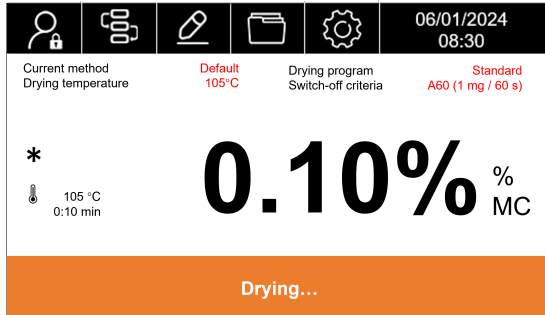 06/01/2024
08:30
Current method Default Drying program Standard
Drying temperature 105°C Switch-off criteria A60 (1 mg / 60 s)
*
0.10% %
MC
105 °C
0:10 min
Drying...